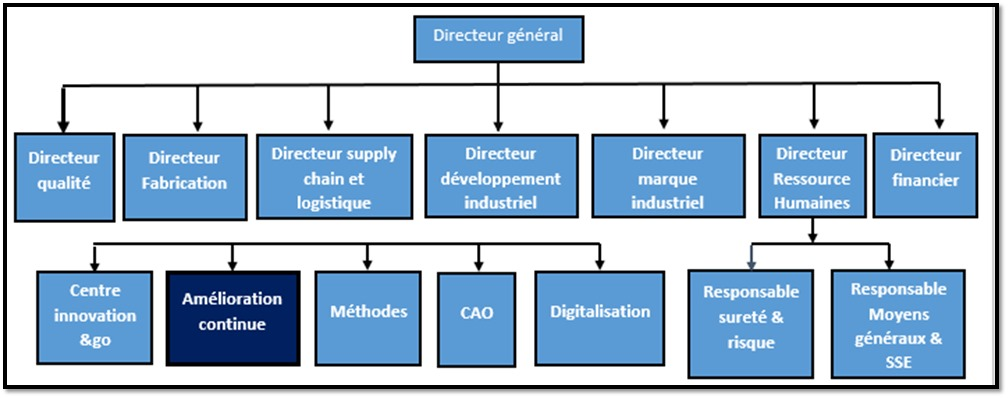 Directeur général
Directeur
qualité
Directeur
Fabrication
Directeur supply
chain et
logistique
Directeur
développement
industriel
Directeur
marque
industriel
Directeur
Ressource
Humaines
Directeur
financier
Centre
innovation
&go
Amélioration
continue
Méthodes
CAO
Digitalisation
Responsable
sureté &
risque
Responsable
Moyens
généraux &
SSE